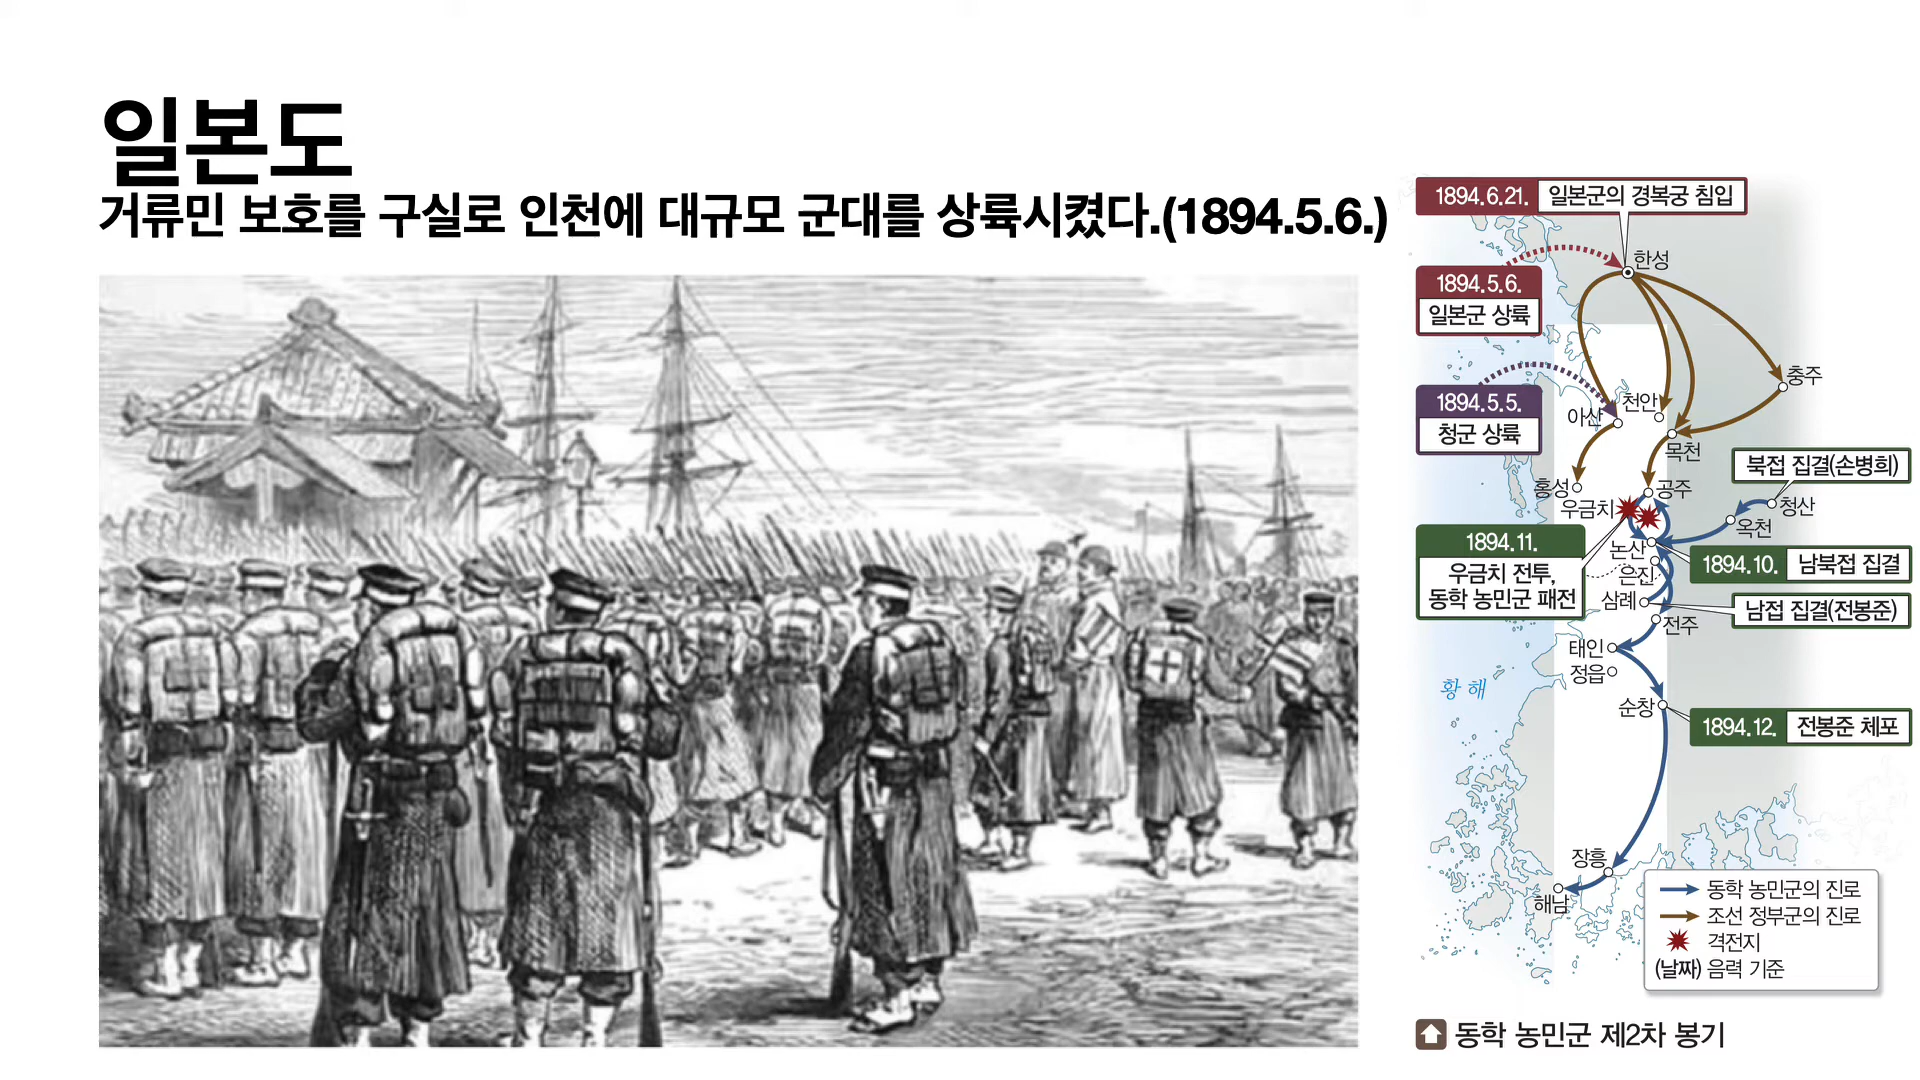 일본도
거류민 보호를 구실로 인천에 대규모 군대를 상륙시켰다.(1894.5.6.)
1894.6.21. 일본군의 경복궁 침입
한성
1894.5.6.
일본군 상륙
충주
1894.5.5.
청군 상륙
아산
천안
목천
북접 집결(손병희)
홍성
공주
우금치
청산
옥천
1894.11.
우금치 전투,
동학 농민군 패전
논산
1894.10. 남북접 집결
은진
삼례
남접 집결(전봉준)
전주
태인
정읍
황해
순창
1894.12. 전봉준 체포
장흥
해남
동학 농민군의 진로
조선 정부군의 진로
격전지
(날짜) 음력 기준
동학 농민군 제2차 봉기